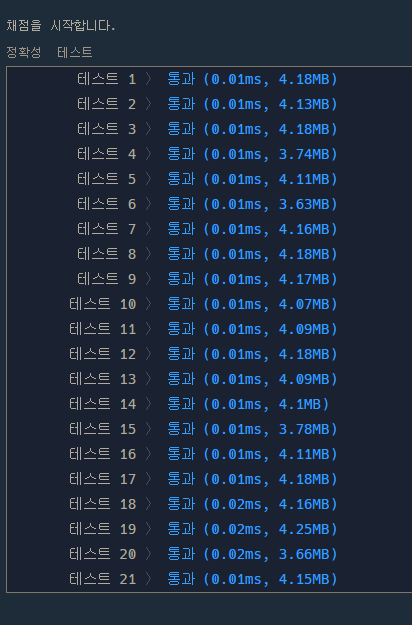 채점을 시작합니다.
정확성 테스트
테스트 1 〉 통과 (0.01ms, 4.18MB)
테스트 2 〉 통과 (0.01ms, 4.13MB)
테스트 3 〉 통과 (0.01ms, 4.18MB)
테스트 4 〉 통과 (0.01ms, 3.74MB)
테스트 5 〉 통과 (0.01ms, 4.11MB)
테스트 6 〉 통과 (0.01ms, 3.63MB)
테스트 7 〉 통과 (0.01ms, 4.16MB)
테스트 8 〉 통과 (0.01ms, 4.18MB)
테스트 9 〉 통과 (0.01ms, 4.17MB)
테스트 10 〉 통과 (0.01ms, 4.07MB)
테스트 11 〉 통과 (0.01ms, 4.09MB)
테스트 12 〉 통과 (0.01ms, 4.18MB)
테스트 13 〉 통과 (0.01ms, 4.09MB)
테스트 14 〉 통과 (0.01ms, 4.1MB)
테스트 15 〉 통과 (0.01ms, 3.78MB)
테스트 16 〉 통과 (0.01ms, 4.11MB)
테스트 17 〉 통과 (0.01ms, 4.18MB)
테스트 18 〉 통과 (0.02ms, 4.16MB)
테스트 19 〉 통과 (0.02ms, 4.25MB)
테스트 20 〉 통과 (0.02ms, 3.66MB)
테스트 21 〉 통과 (0.01ms, 4.15MB)